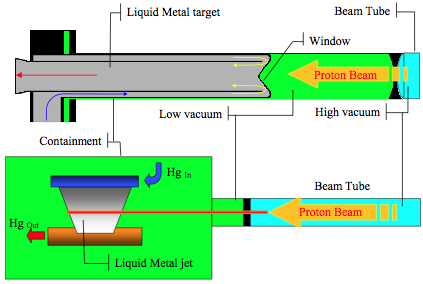 Liquid Metal target
Beam Tube
Window
Proton Beam
Low vacuum
High vacuum
Containment
Hg In
Beam Tube
Proton Beam
Hg Out
Liquid Metal jet